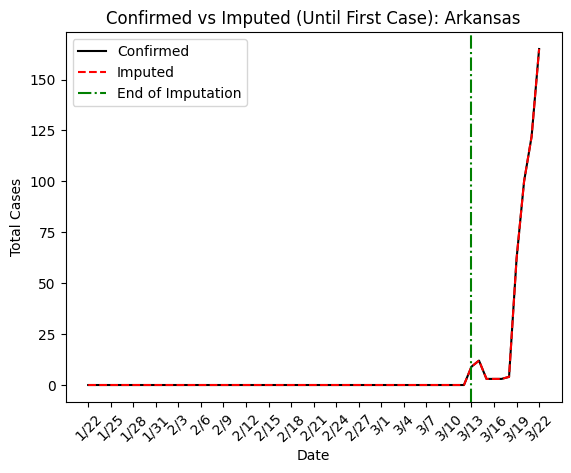 Confirmed vs Imputed (Until First Case): Arkansas
Confirmed
Imputed
End of Imputation
150
125
100
75
50
25
0
Total Cases
1/22 1/25 1/28 1/31 2/3 2/6 2/9 2/12 2/15 2/18 2/21 2/24 2/27 3/1 3/4 3/7 3/10 3/13 3/16 3/19 3/22
Date